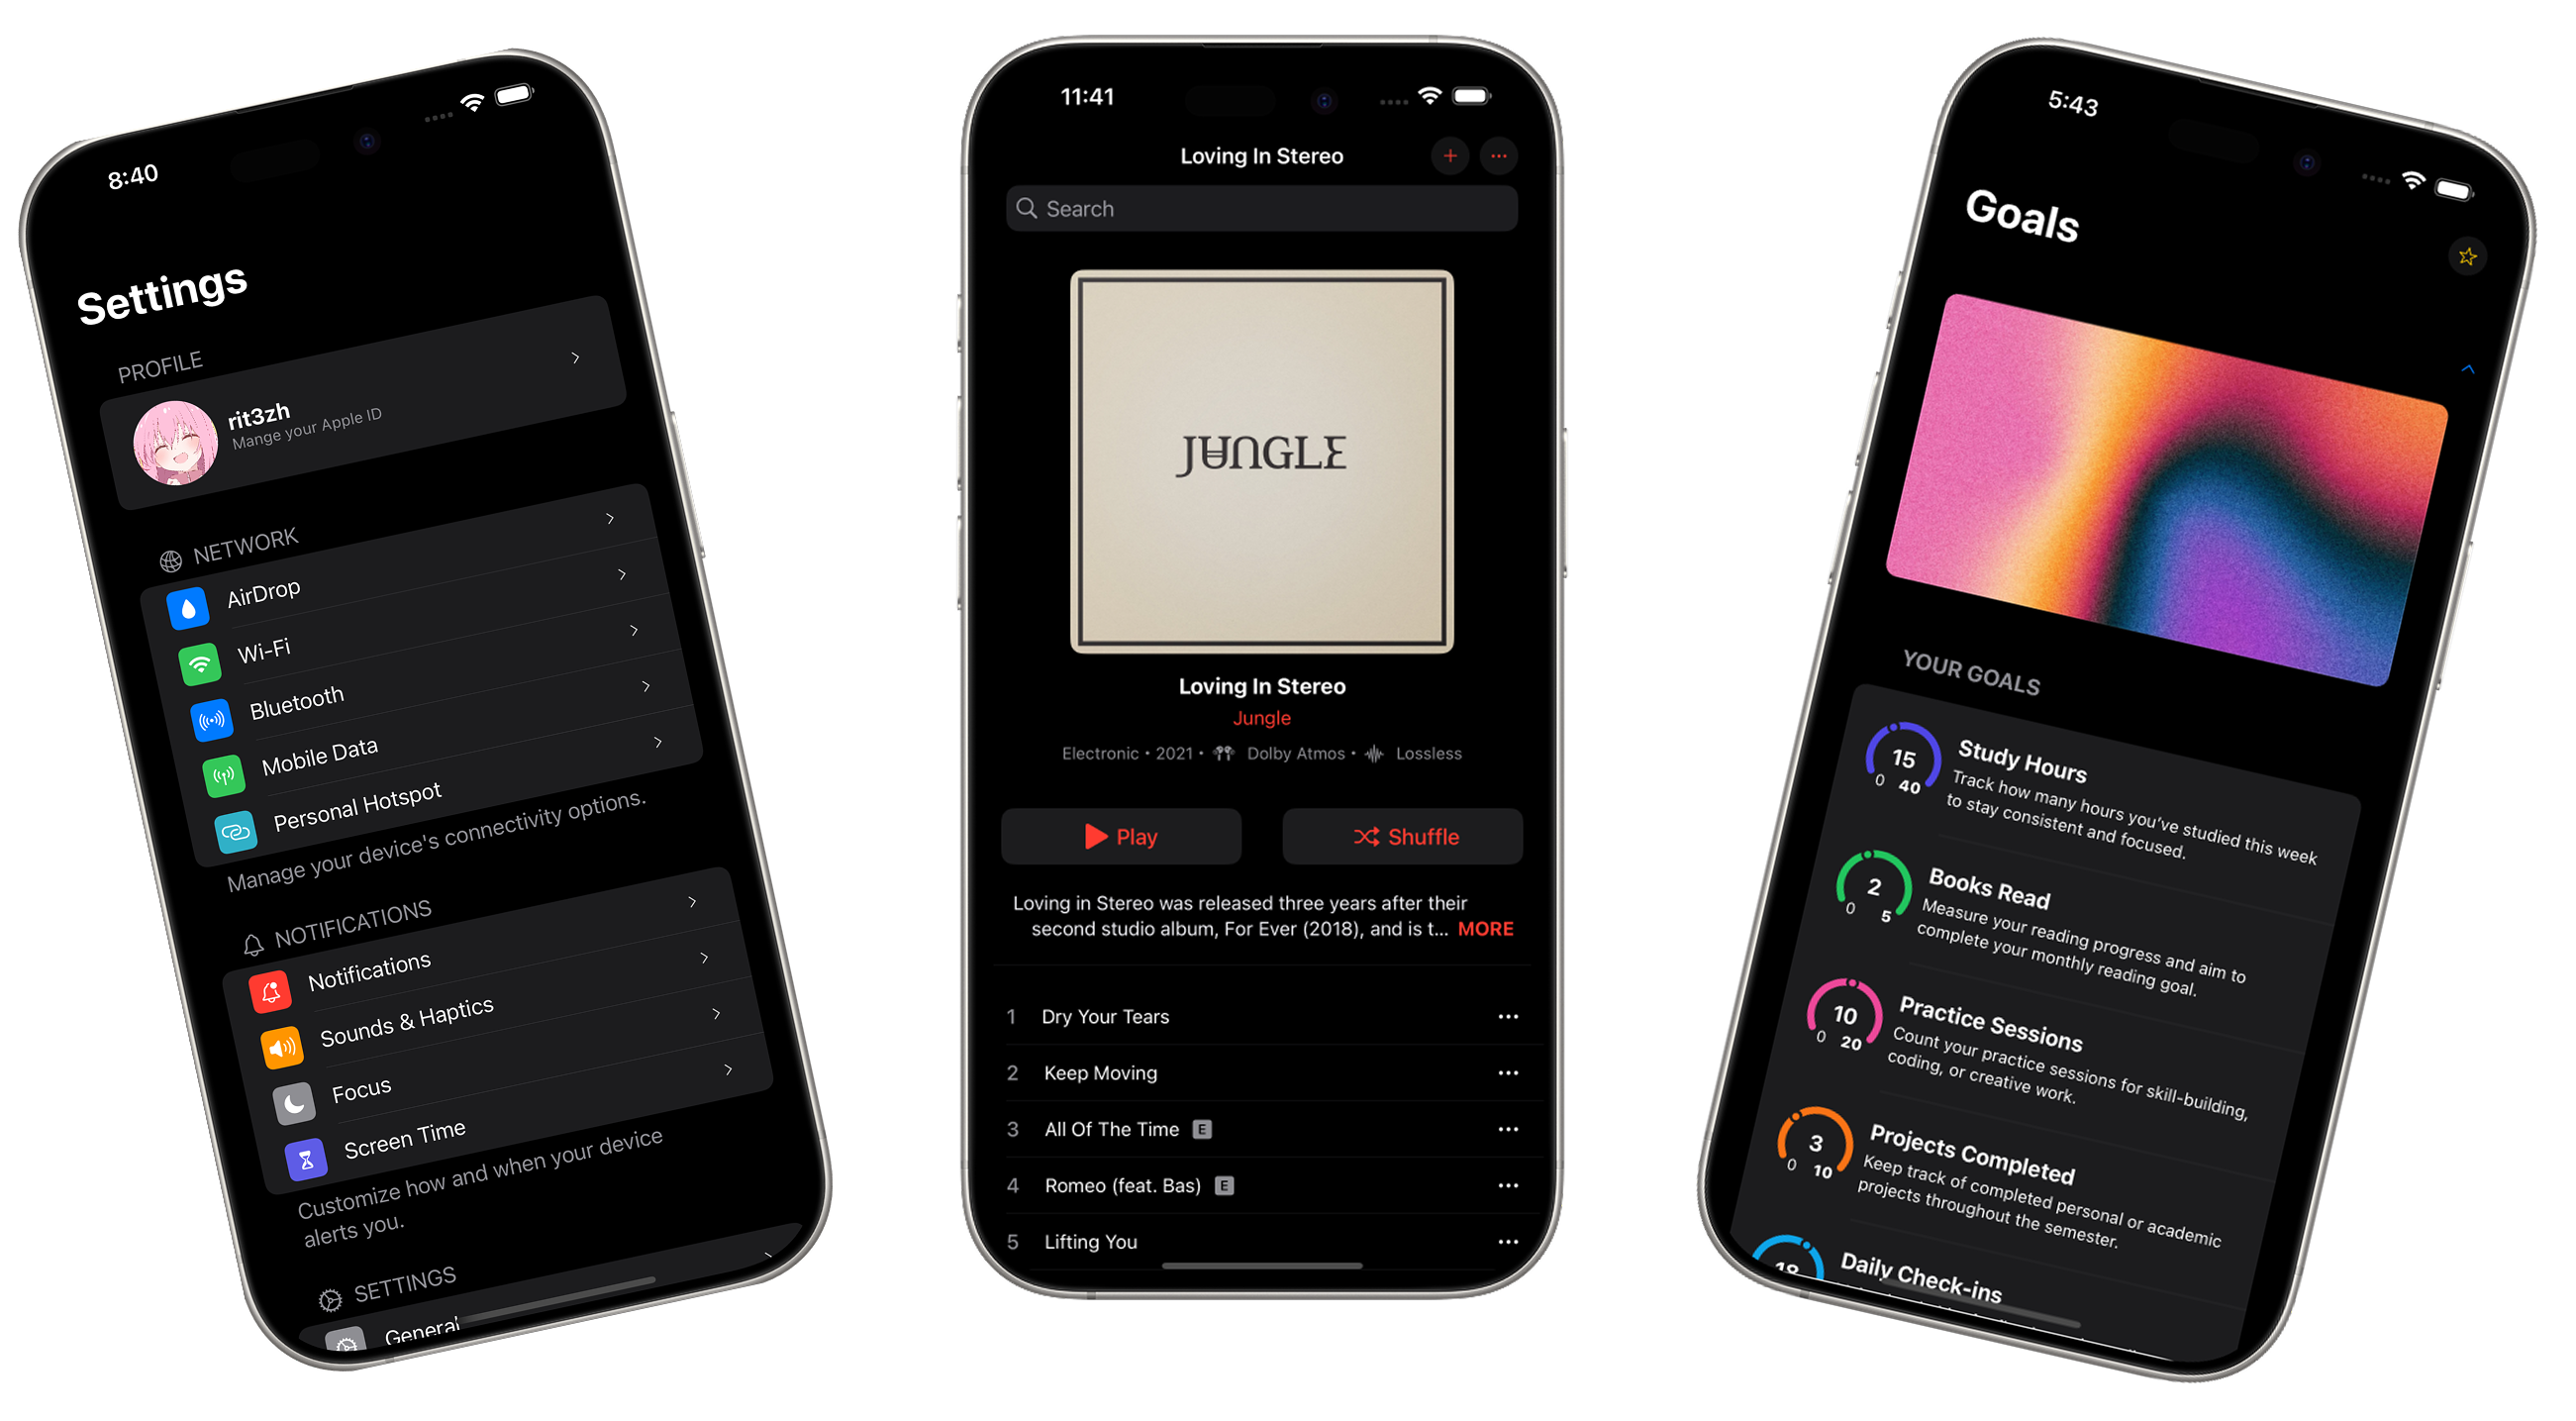 8:40
Settings
PROFILE
rit3zh
Mange your Apple ID
NETWORK
AirDrop
Wi-Fi
Bluetooth
Mobile Data
Personal Hotspot
Manage your device's connectivity options.
NOTIFICATIONS
Notifications
Sounds & Haptics
Focus
Screen Time
Customize how and when your device
alerts you.
SETTINGS
General
11:41
Loving In Stereo
Search
JUNGLE
Loving In Stereo
Jungle
Electronic • 2021 • Dolby Atmos • Lossless
Play
Shuffle
Loving in Stereo was released three years after their
second studio album, For Ever (2018), and is t... MORE
1 Dry Your Tears
2 Keep Moving
3 All Of The Time E
4 Romeo (feat. Bas) E
5 Lifting You
5:43
Goals
YOUR GOALS
15
0 40
Study Hours
Track how many hours you've studied this week
to stay consistent and focused.
2
0 5
Books Read
Measure your reading progress and aim to
complete your monthly reading goal.
10
0 20
Practice Sessions
Count your practice sessions for skill-building,
coding, or creative work.
3
0 10
Projects Completed
Keep track of completed personal or academic
projects throughout the semester.
18
Daily Check-ins